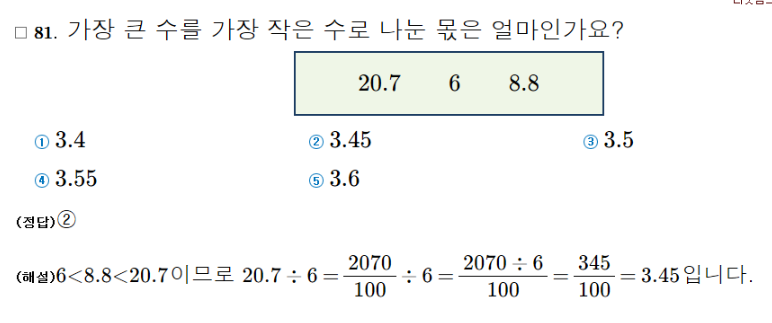 □ 81. 가장 큰 수를 가장 작은 수로 나눈 몫은 얼마인가요?
20.7 6 8.8
① 3.4 ② 3.45 ③ 3.5
④ 3.55 ⑤ 3.6
(정답)②
(해설)6<8.8<20.7이므로 20.7 ÷ 6 = 2070/100 ÷ 6 = 2070 ÷ 6/100 = 345/100 = 3.45입니다.